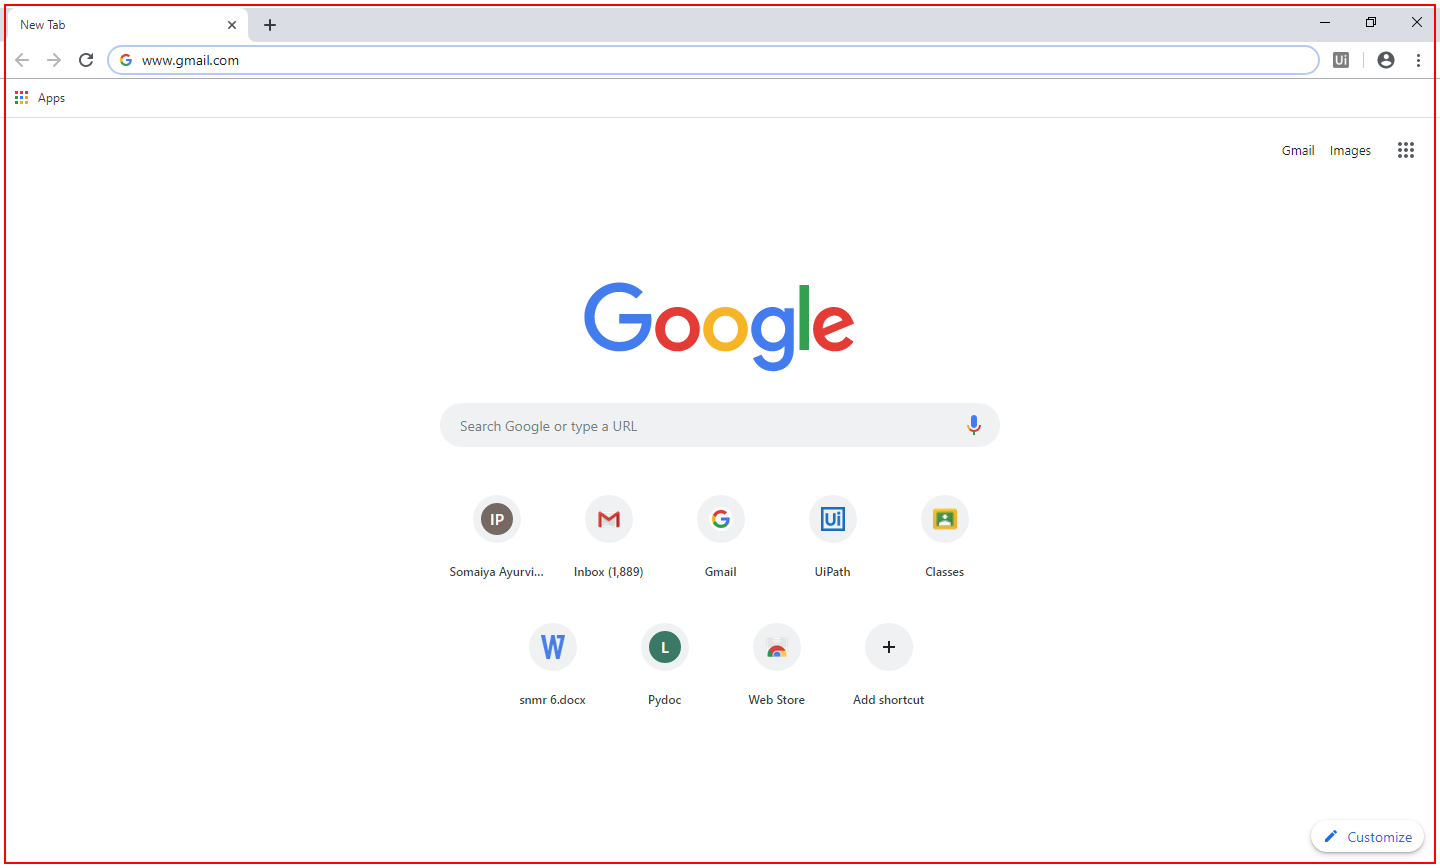 New Tab
www.gmail.com
Ui
Apps
Gmail Images
Google
Search Google or type a URL
IP
Ui
Somaiya Ayurvi... Inbox (1,889) Gmail UiPath Classes
W
L
snmr 6.docx Pydoc Web Store Add shortcut
Customize